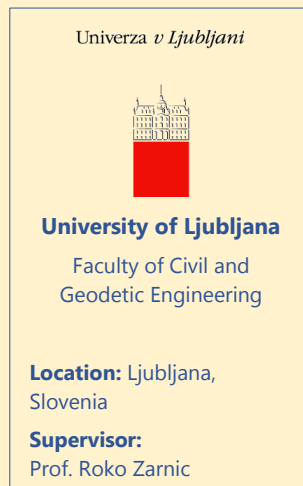 Univerza v Ljubljani
University of Ljubljana
Faculty of Civil and
Geodetic Engineering
Location: Ljubljana,
Slovenia
Supervisor:
Prof. Roko Zarnic